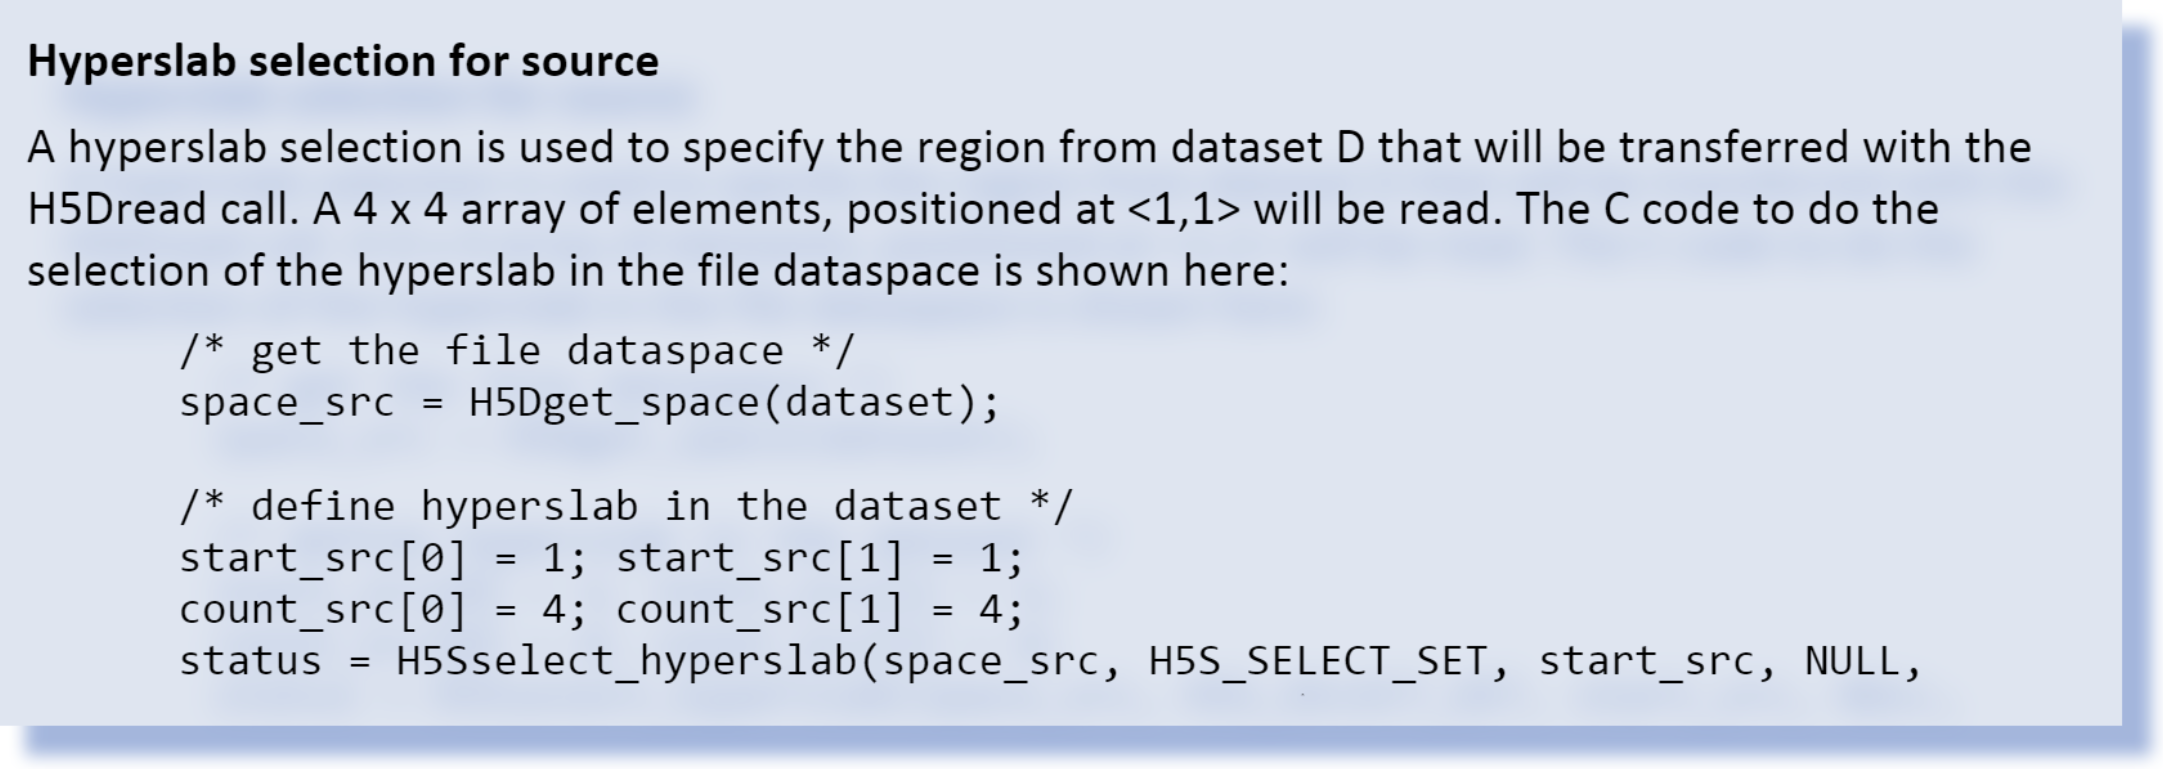 Hyperslab selection for source
A hyperslab selection is used to specify the region from dataset D that will be transferred with the
H5Dread call. A 4 x 4 array of elements, positioned at <1,1> will be read. The C code to do the
selection of the hyperslab in the file dataspace is shown here:
/* get the file dataspace */
space_src = H5Dget_space(dataset);
/* define hyperslab in the dataset */
start_src[0] = 1; start_src[1] = 1;
count_src[0] = 4; count_src[1] = 4;
status = H5Sselect_hyperslab(space_src, H5S_SELECT_SET, start_src, NULL,